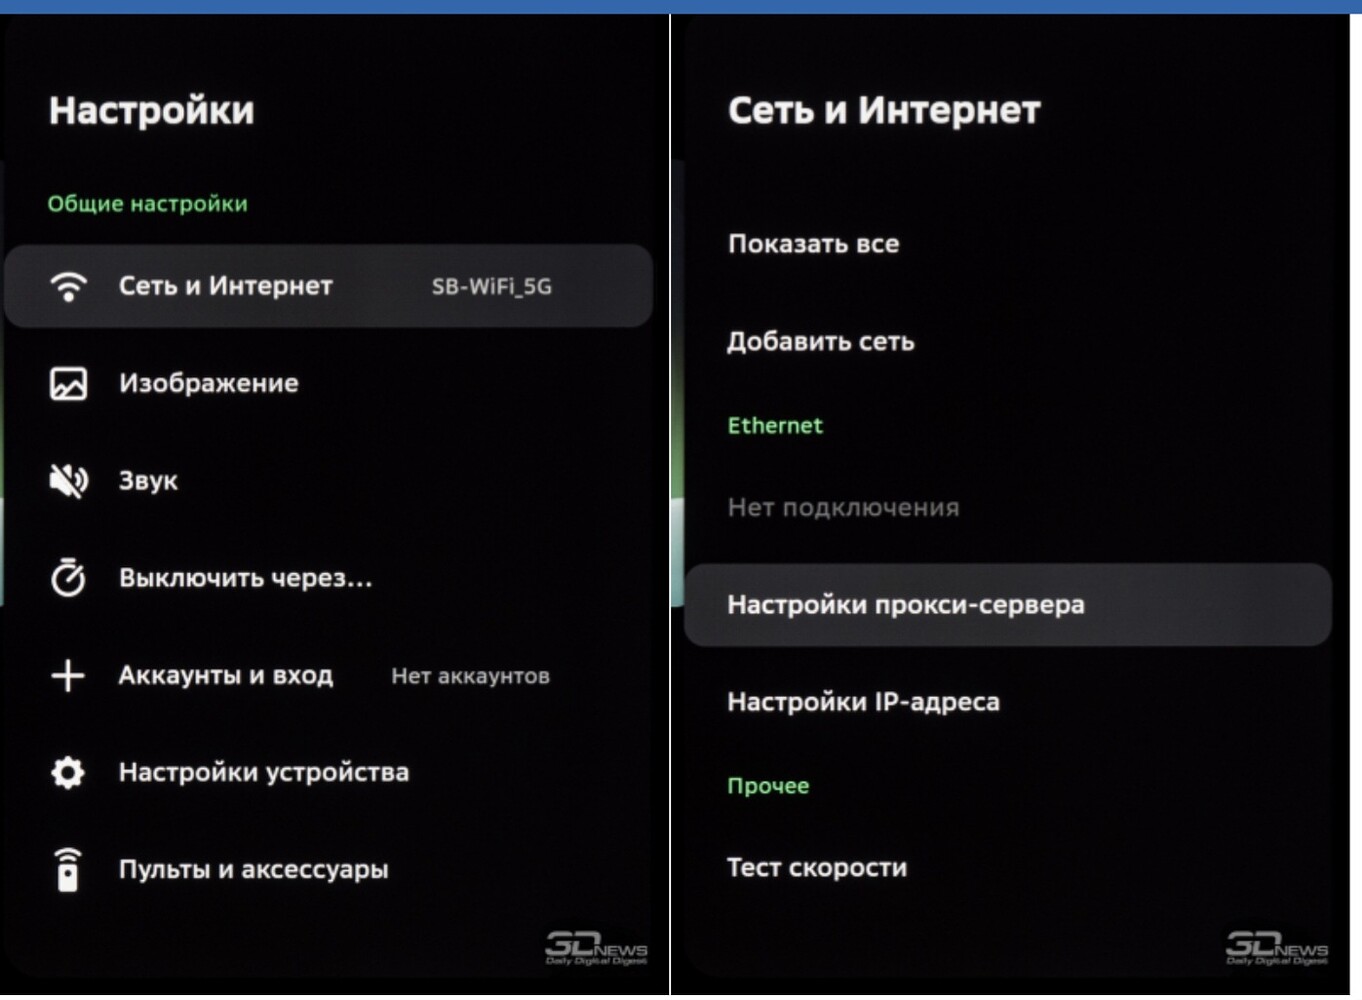 Настройки
Общие настройки
Сеть и Интернет SB-WiFi_5G
Изображение
Звук
Выключить через...
Аккаунты и вход Нет аккаунтов
Настройки устройства
Пульты и аксессуары
3DNEWS
Daily Digital Digest
Сеть и Интернет
Показать все
Добавить сеть
Ethernet
Нет подключения
Настройки прокси-сервера
Настройки IP-адреса
Прочее
Тест скорости
3DNEWS
Daily Digital Digest